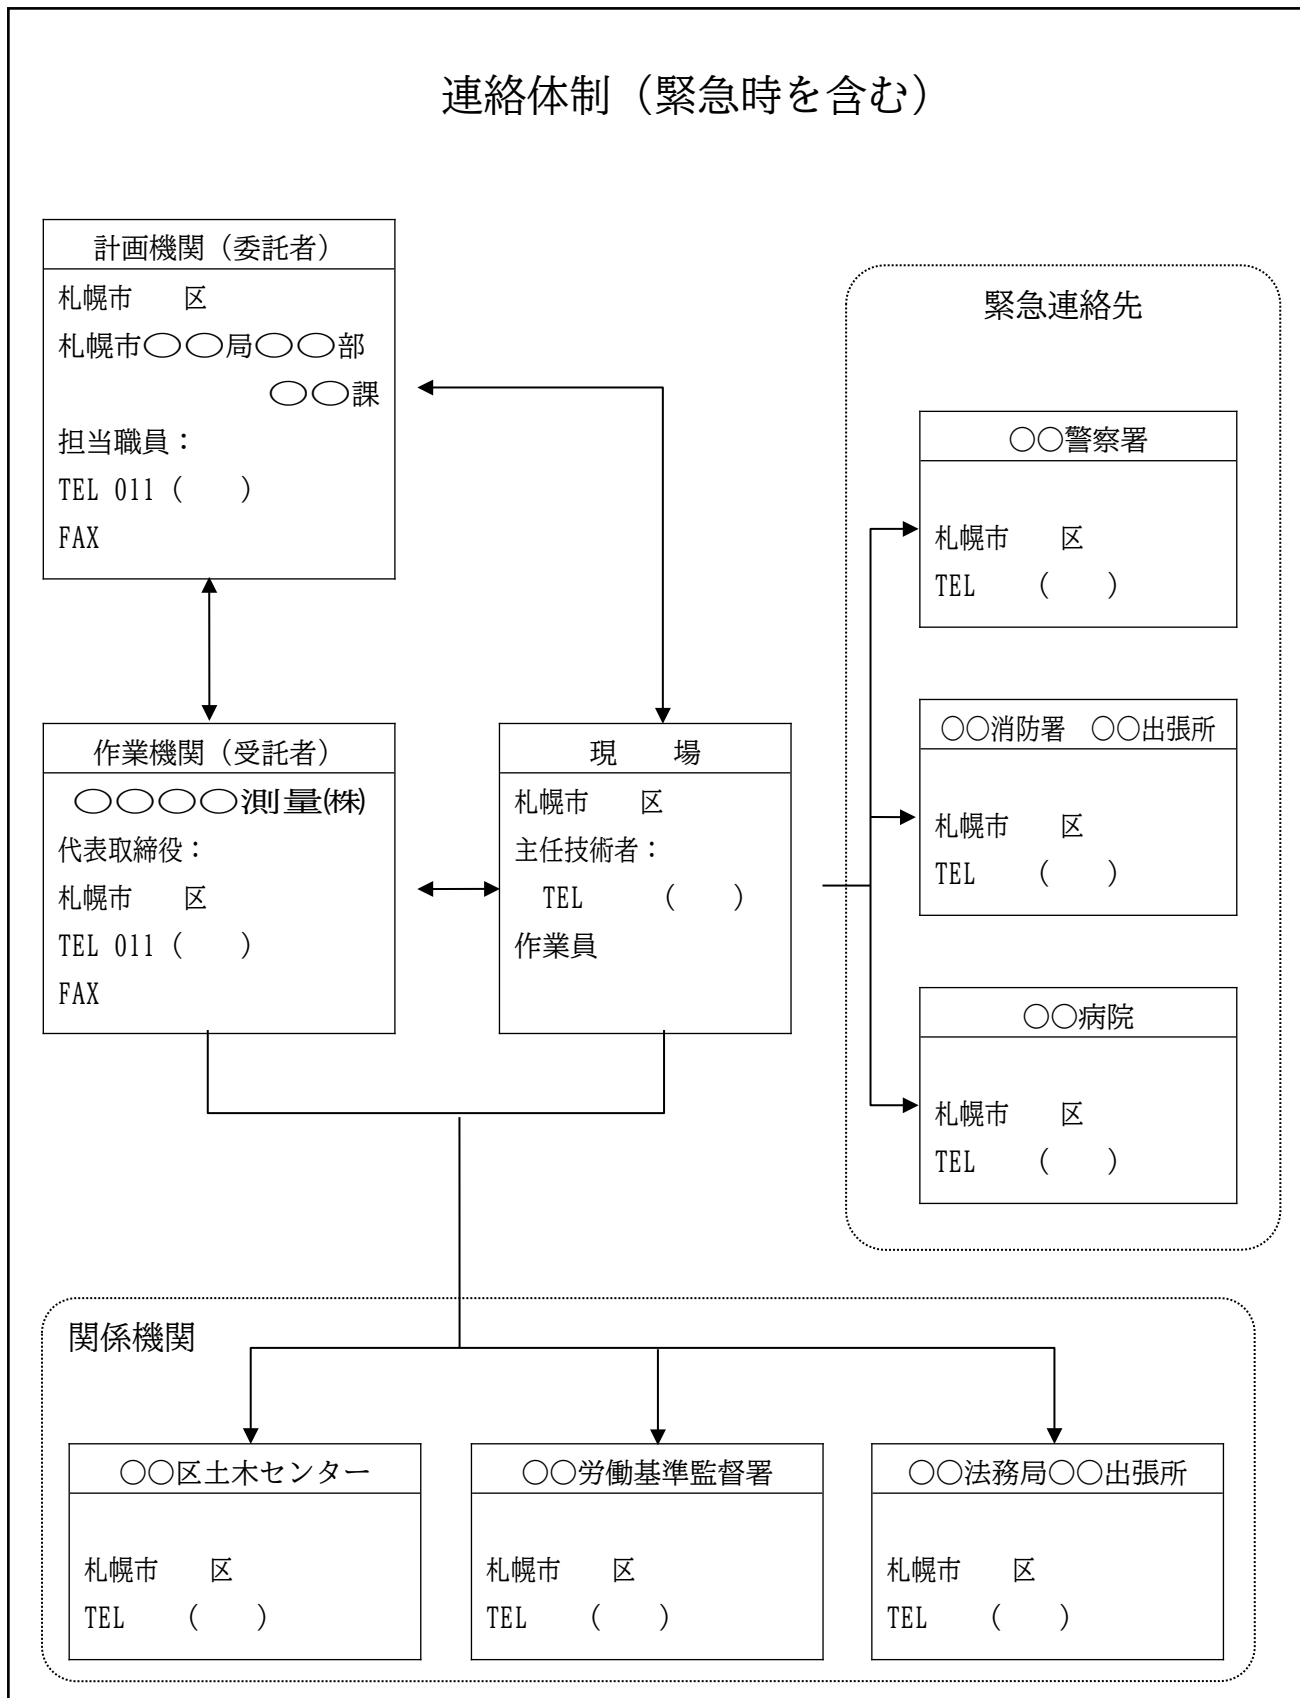 連絡体制（緊急時を含む）
計画機関（委託者）
札幌市　　区
札幌市○○局○○部
○○課
担当職員：
TEL 011（　　）
FAX
作業機関（受託者）
○○○○測量㈱
代表取締役：
札幌市　　区
TEL 011（　　）
FAX
現　　場
札幌市　　区
主任技術者：
TEL　　（　　）
作業員
緊急連絡先
○○警察署
札幌市　　区
TEL　　（　　）
○○消防署　○○出張所
札幌市　　区
TEL　　（　　）
○○病院
札幌市　　区
TEL　　（　　）
関係機関
○○区土木センター
札幌市　　区
TEL　　（　　）
○○労働基準監督署
札幌市　　区
TEL　　（　　）
○○法務局○○出張所
札幌市　　区
TEL　　（　　）